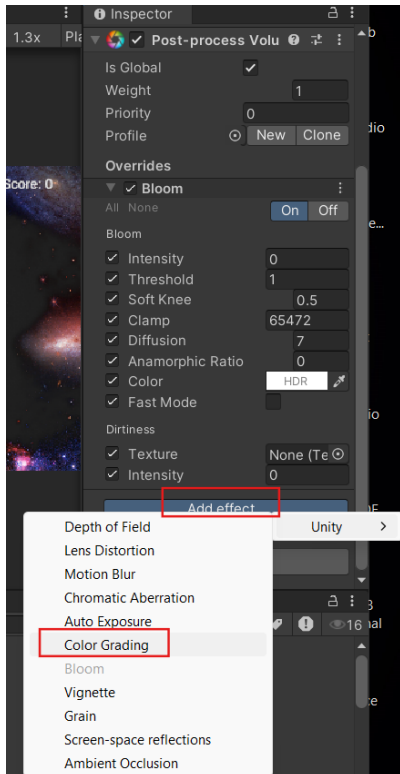 Inspector
1.3x Pla
Post-process Volu
Is Global
Weight 1
Priority 0
Profile New Clone
dio
Overrides
Score: 0
Bloom
All None On Off
Bloom
Intensity 0
Threshold 1
Soft Knee 0.5
Clamp 65472
Diffusion 7
Anamorphic Ratio 0
Color HDR
Fast Mode
Dirtiness
Texture None (Te
Intensity 0
Add effect
Depth of Field
Unity
Lens Distortion
Motion Blur
Chromatic Aberration
Auto Exposure
16
Color Grading
Bloom
Vignette
Grain
Screen-space reflections
Ambient Occlusion